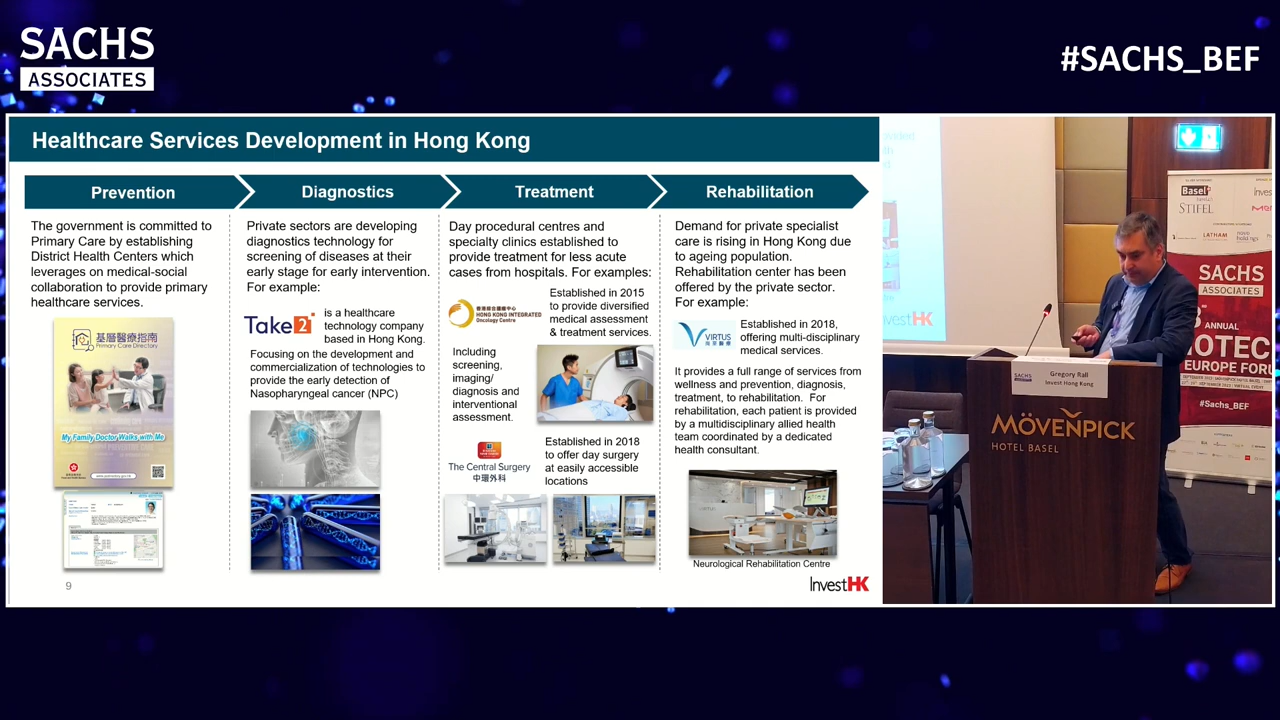 SACHS
ASSOCIATES
#SACHS_BEF
Healthcare Services Development in Hong Kong
Prevention
Diagnostics
Treatment
Rehabilitation
The government is committed to
Primary Care by establishing
District Health Centers which
leverages on medical-social
collaboration to provide primary
healthcare services.
基層醫療指南
Primary Care Directory
My Family Doctor Walks with Me
Private sectors are developing
diagnostics technology for
screening of diseases at their
early stage for early intervention.
For example:
Take2
is a healthcare
technology company
based in Hong Kong.
Focusing on the development and
commercialization of technologies to
provide the early detection of
Nasopharyngeal cancer (NPC)
Day procedural centres and
specialty clinics established to
provide treatment for less acute
cases from hospitals. For examples:
HONG KONG INTEGRATED
Oncology Centre
Established in 2015
to provide diversified
medical assessment
& treatment services.
Including
screening,
imaging/
diagnosis and
interventional
assessment.
The Central Surgery
中環外科
Established in 2018
to offer day surgery
at easily accessible
locations
Demand for private specialist
care is rising in Hong Kong due
to ageing population.
Rehabilitation center has been
offered by the private sector.
For example:
VIRTUS
Established in 2018,
offering multi-disciplinary
medical services.
It provides a full range of services from
wellness and prevention, diagnosis,
treatment, to rehabilitation. For
rehabilitation, each patient is provided
by a multidisciplinary allied health
team coordinated by a dedicated
health consultant.
Neurological Rehabilitation Centre
9
InvestHK
investHK
SACHS
Gregory Rall
Invest Hong Kong
MÖVENPICK
HOTEL BASEL
Basel
STIFEL
LATHAM
SACHS
ASSOCIATES
ANNUAL
OTEC
EUROPE FORU
#Sachs_BEF